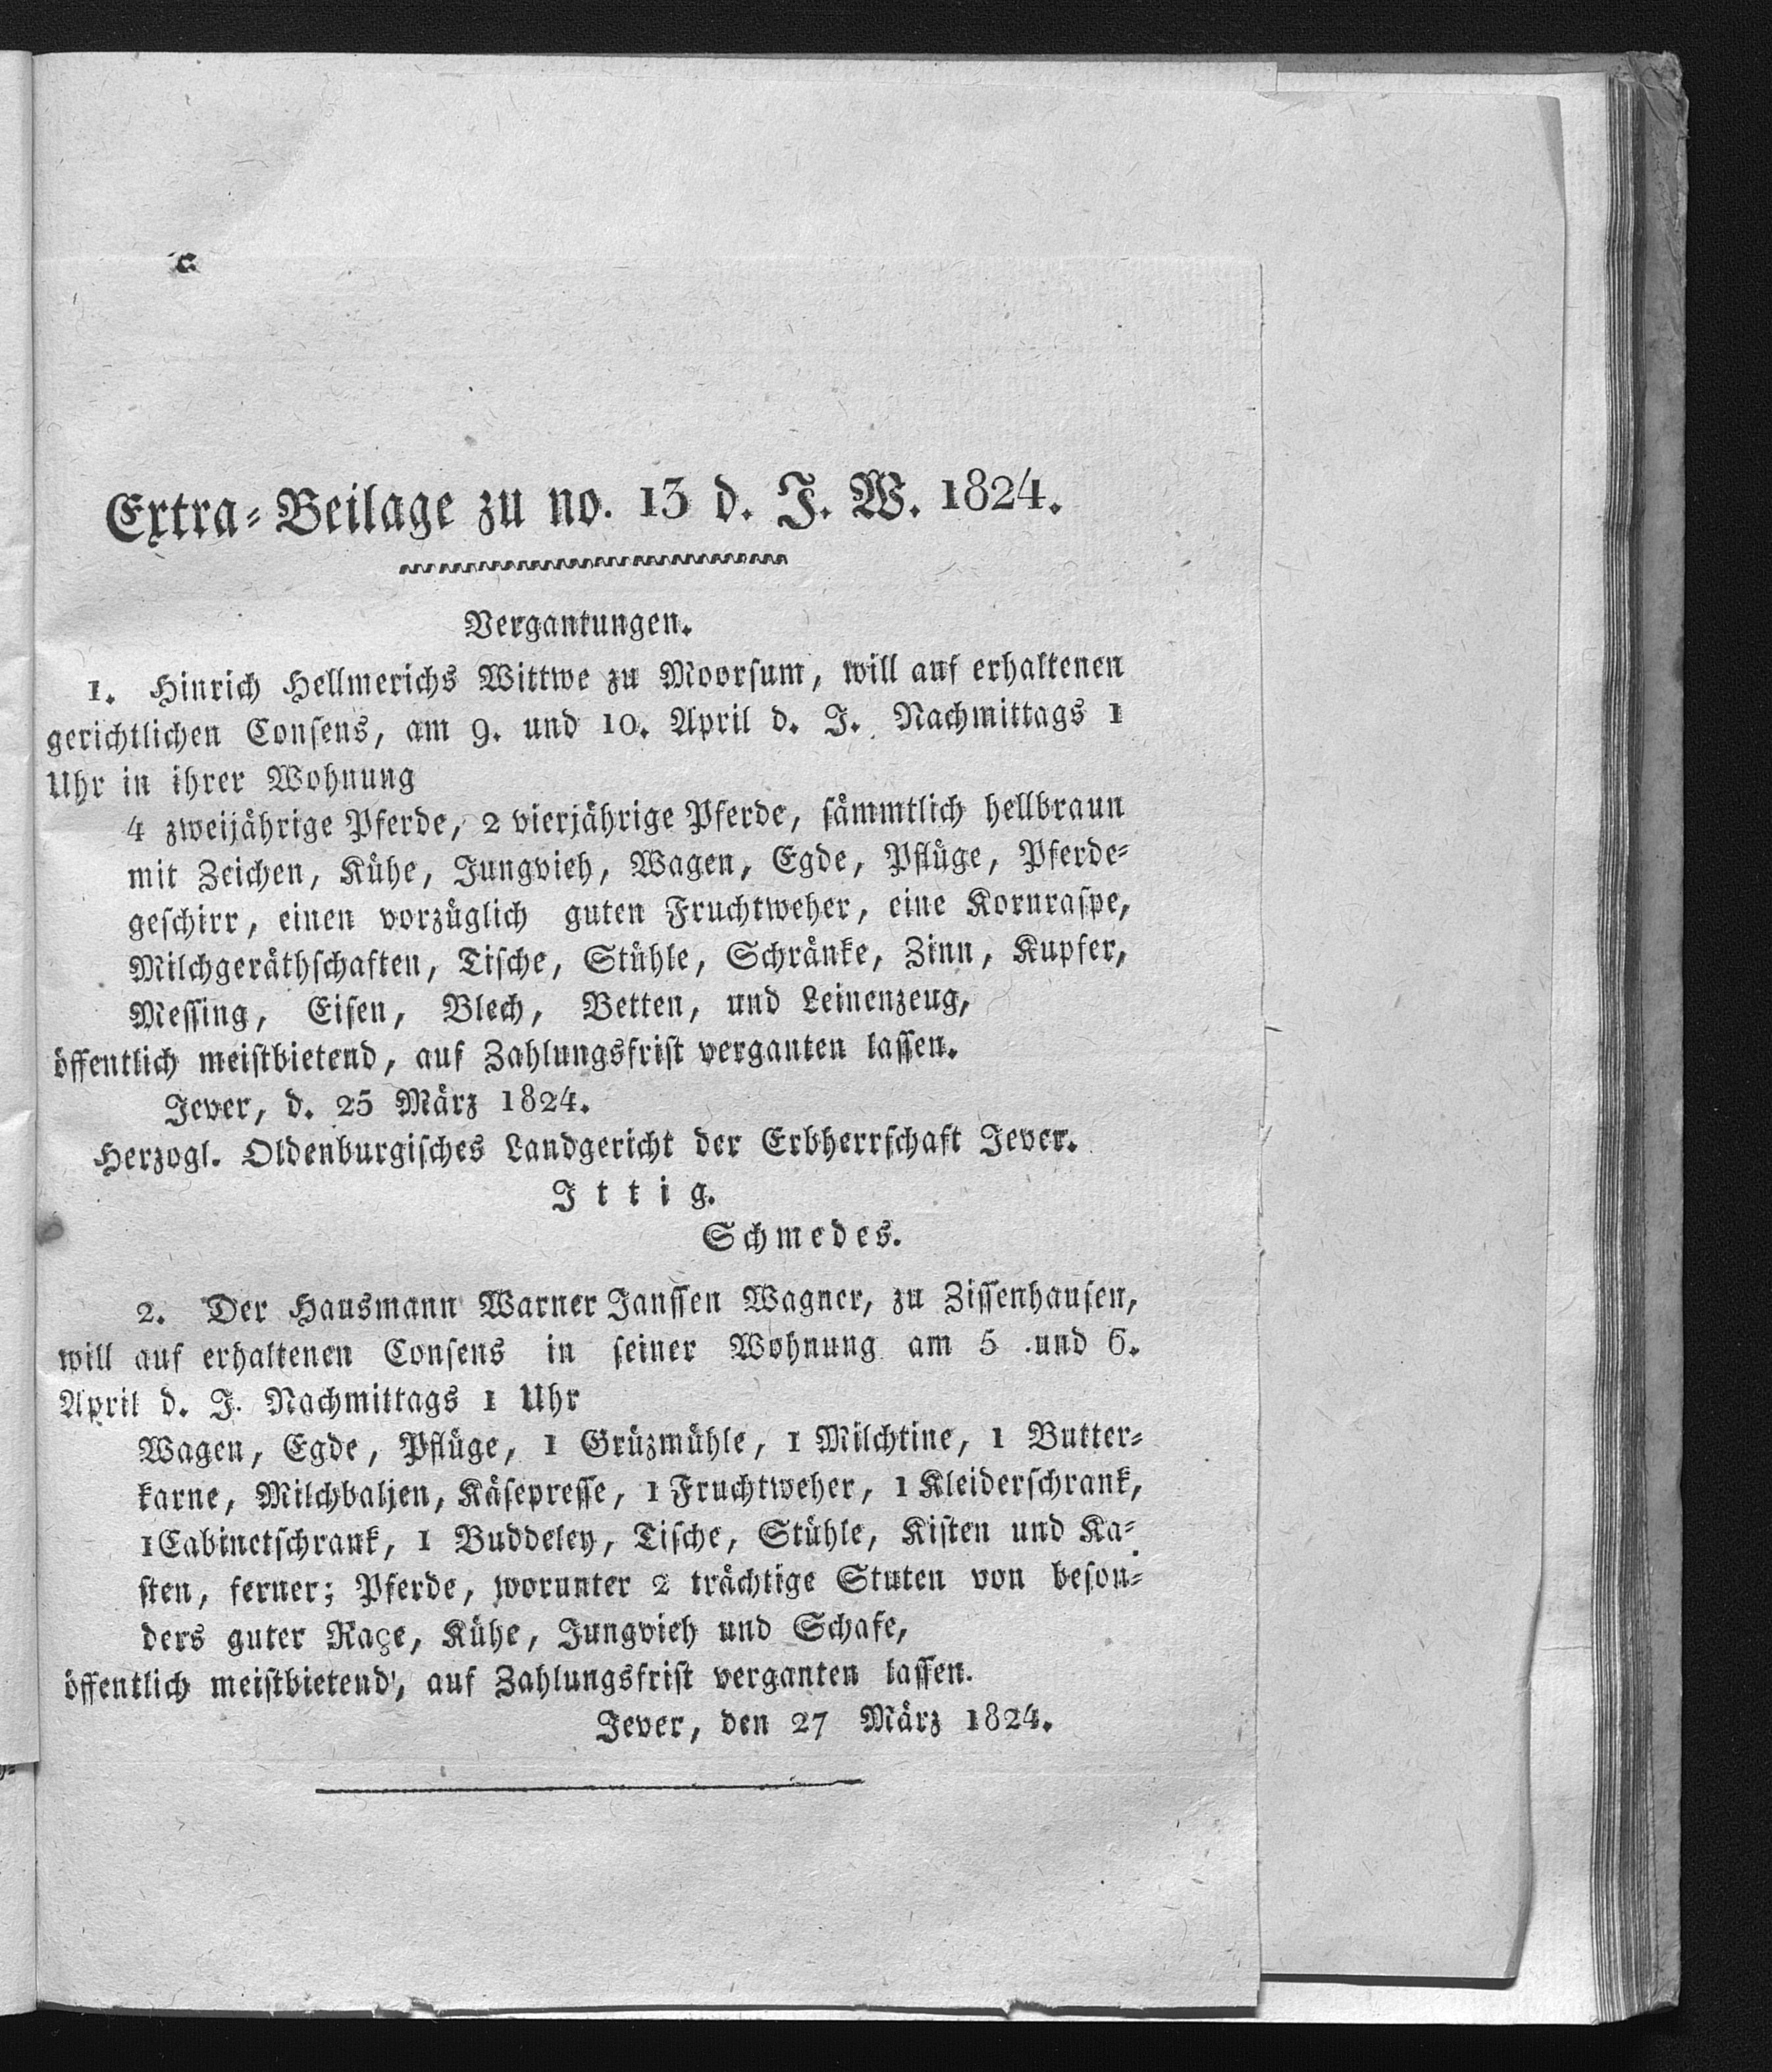 Extra-Beilage zu no. 13 d. J. W. 1824.
Vergantungen.
1. Hinrich Hellmerichs Wittwe zu Moorsum, will auf erhaltenen
gerichtlichen Consens, am 9. und 10. April d. J. Nachmittags 1
Uhr in ihrer Wohnung
4 zweijährige Pferde, 2 vierjährige Pferde, sämmtlich hellbraun
mit Zeichen, Kühe, Jungvieh, Wagen, Egde, Pflüge, Pferde-
geschirr, einen vorzüglich guten Fruchtweher, eine Kornraspe,
Milchgeräthschaften, Tische, Stühle, Schränke, Zinn, Kupfer,
Messing, Eisen, Blech, Betten, und Leinenzeug,
öffentlich meistbietend, auf Zahlungsfrist verganten lassen.
Jever, d. 25 März 1824.
Herzogl. Oldenburgisches Landgericht der Erbherrschaft Jever.
Ittig.
Schmedes.
2. Der Hausmann Warner Janssen Wagner, zu Zissenhausen,
will auf erhaltenen Consens in seiner Wohnung am 5 .und 6.
April d. J. Nachmittags 1 Uhr
Wagen, Egde, Pflüge, 1 Grüzmühle, 1 Milchtine, 1 Butter-
karne, Milchbaljen, Käsepresse, 1 Fruchtweher, 1 Kleiderschrank,
1 Cabinetschrank, 1 Buddeley, Tische, Stühle, Kisten und Ka-
sten, ferner; Pferde, worunter 2 trächtige Stuten von beson-
ders guter Raçe, Kühe, Jungvieh und Schafe,
öffentlich meistbietend, auf Zahlungsfrist verganten lassen.
Jever, den 27 März 1824.